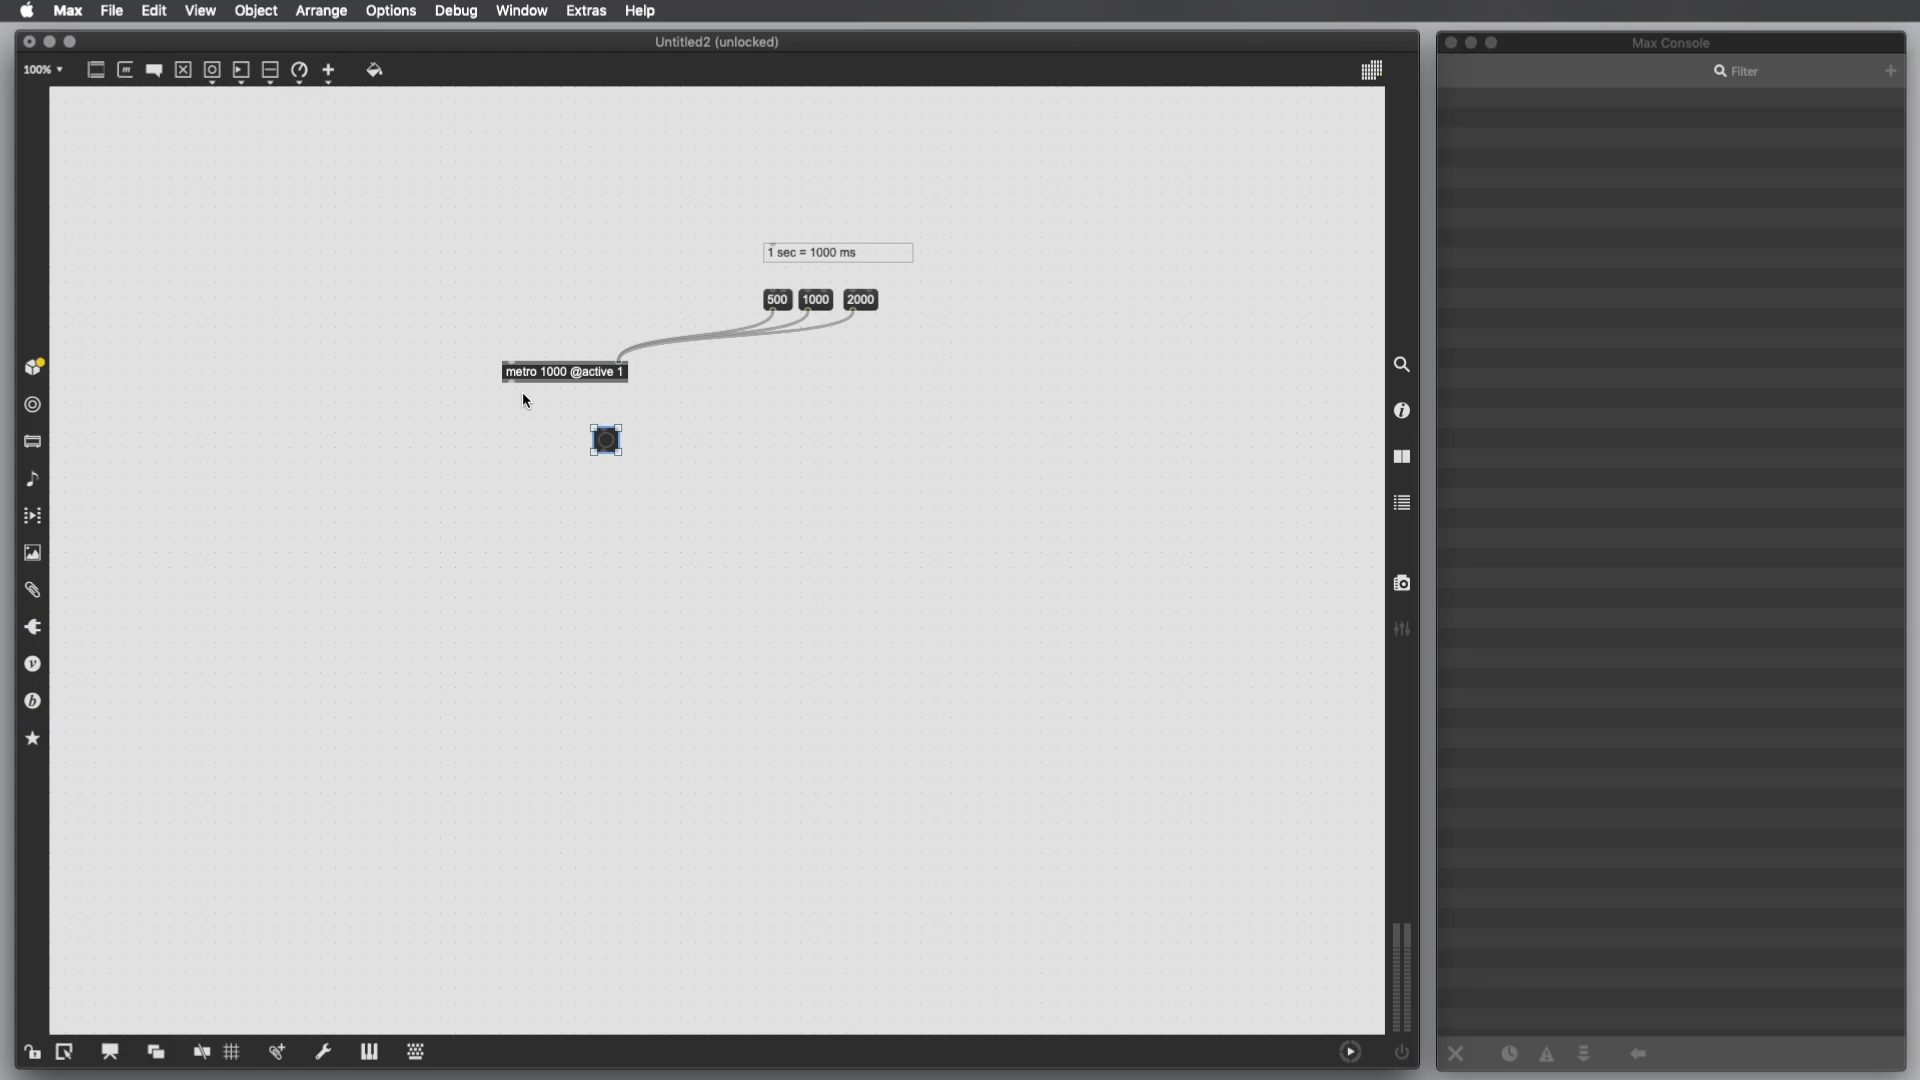 Max File Edit View Object Arrange Options Debug Window Extras Help
Untitled2 (unlocked)
Max Console
100%
Filter
1 sec = 1000 ms
500 1000 2000
metro 1000 @active 1